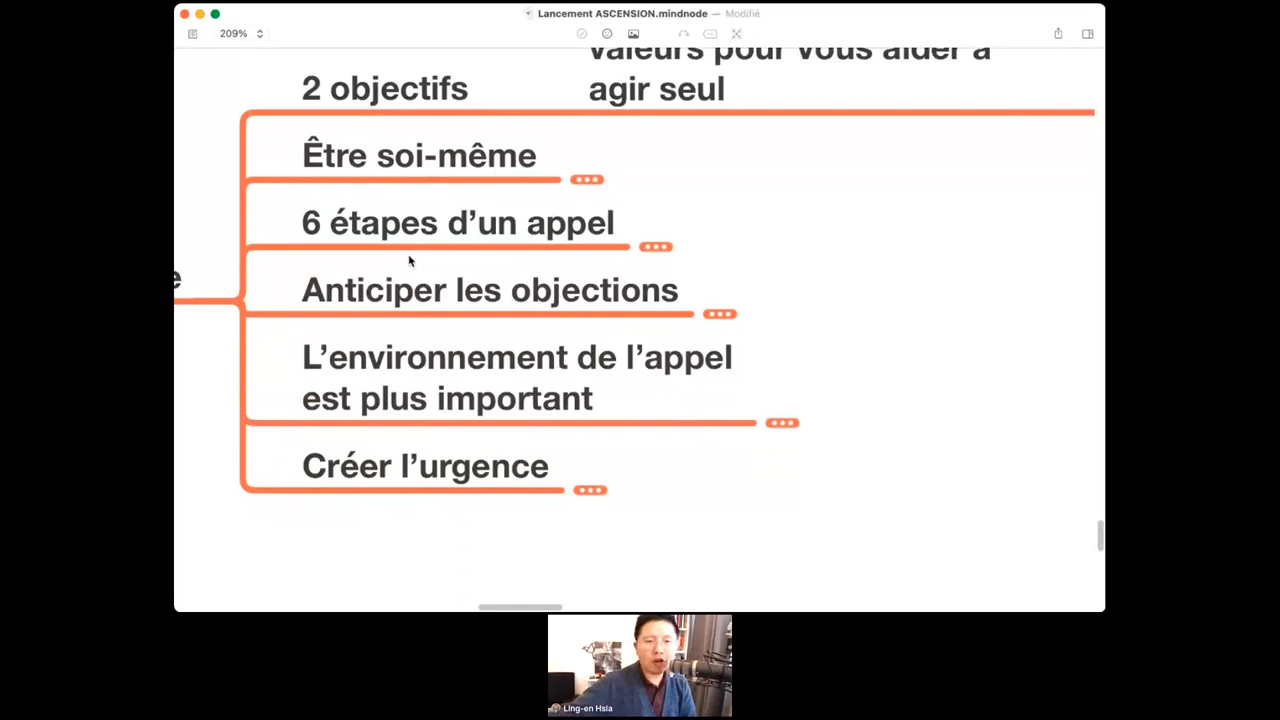 Lancement ASCENSION.mindnode — Modifié
209%
valeurs pour vous aider à
2 objectifs
agir seul
Être soi-même
6 étapes d’un appel
e
Anticiper les objections
L’environnement de l’appel
est plus important
Créer l’urgence
Ling-en Hsia